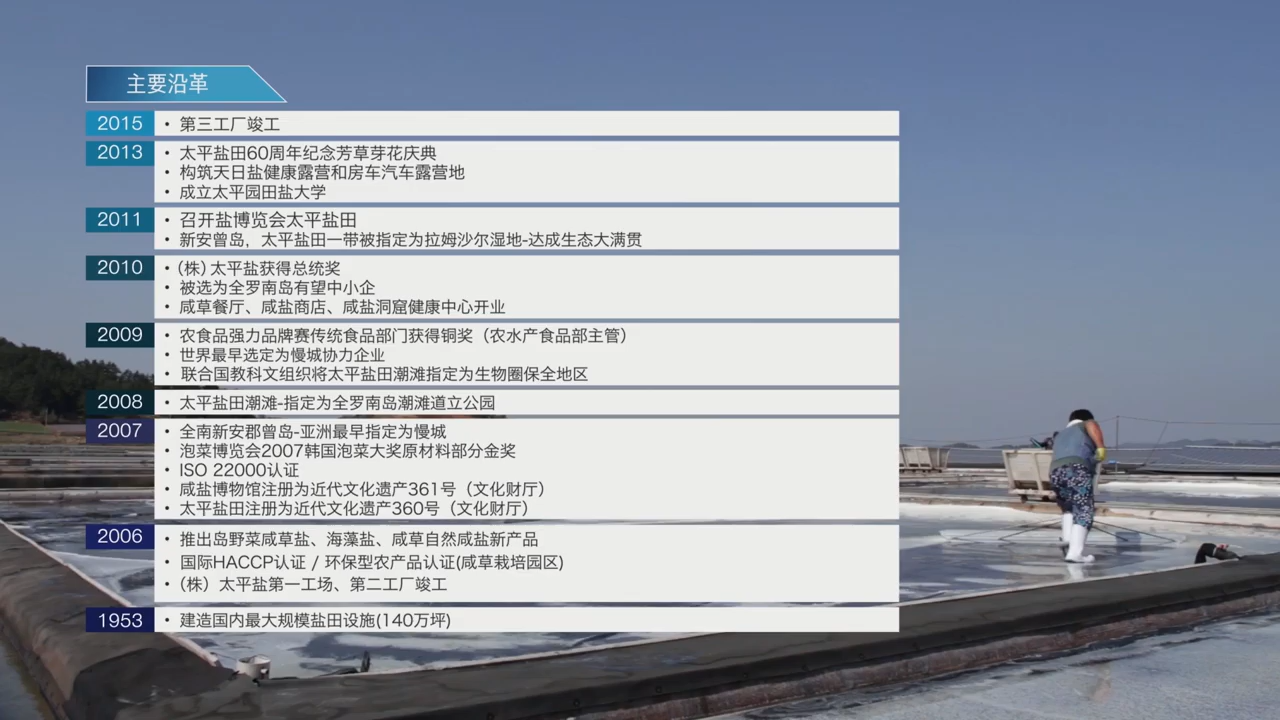 主要沿革
2015
• 第三工厂竣工
2013
• 太平盐田60周年纪念芳草芽花庆典
• 构筑天日盐健康露营和房车汽车露营地
• 成立太平园田盐大学
2011
• 召开盐博览会太平盐田
• 新安曾岛，太平盐田一带被指定为拉姆沙尔湿地-达成生态大满贯
2010
• （株）太平盐获得总统奖
• 被选为全罗南岛有望中小企
• 咸草餐厅、咸盐商店、咸盐洞窟健康中心开业
2009
• 农食品强力品牌赛传统食品部门获得铜奖（农水产食品部主管）
• 世界最早选定为慢城协力企业
• 联合国教科文组织将太平盐田潮滩指定为生物圈保全地区
2008
• 太平盐田潮滩-指定为全罗南岛潮滩道立公园
2007
• 全南新安郡曾岛-亚洲最早指定为慢城
• 泡菜博览会2007韩国泡菜大奖原材料部分金奖
• ISO 22000认证
• 咸盐博物馆注册为近代文化遗产361号（文化财厅）
• 太平盐田注册为近代文化遗产360号（文化财厅）
2006
• 推出岛野菜咸草盐、海藻盐、咸草自然咸盐新产品
• 国际HACCP认证 / 环保型农产品认证(咸草栽培园区)
• （株）太平盐第一工场、第二工厂竣工
1953
• 建造国内最大规模盐田设施(140万坪)